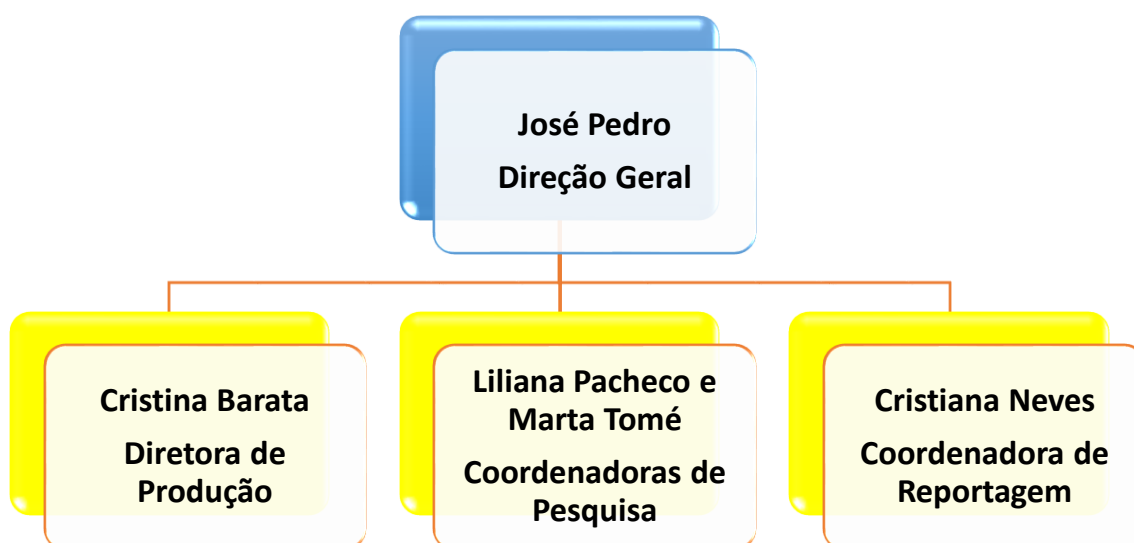 José Pedro
Direção Geral
Cristina Barata
Diretora de
Produção
Liliana Pacheco e
Marta Tomé
Coordenadoras de
Pesquisa
Cristiana Neves
Coordenadora de
Reportagem